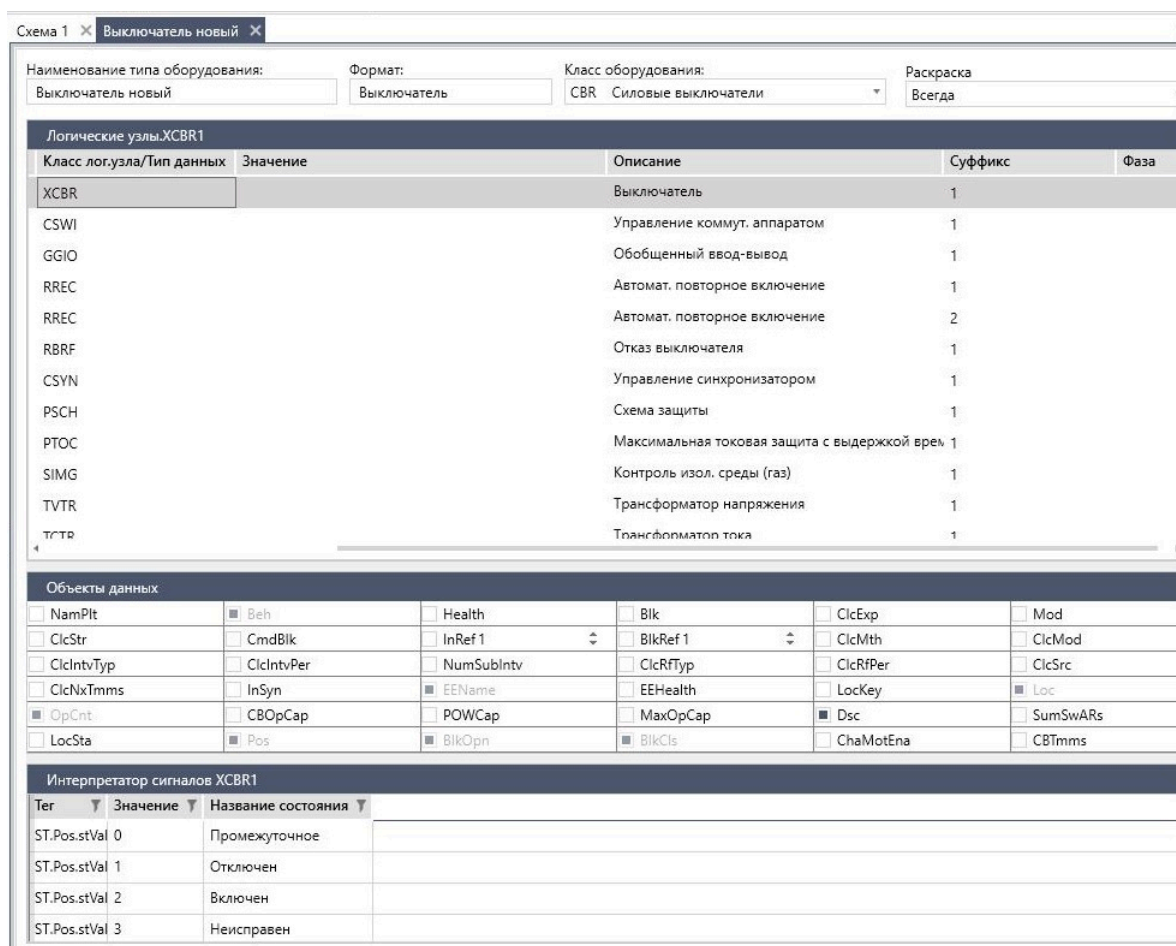 Схема 1 Выключатель новый
Наименование типа оборудования: Формат: Класс оборудования: Раскраска
Выключатель новый Выключатель CBR Силовые выключатели Всегда
Логические узлы.XCBR1
Класс лог.узла/Тип данных Значение Описание Суффикс Фаза
XCBR Выключатель 1
CSWI Управление коммут. аппаратом 1
GGIO Обобщенный ввод-вывод 1
RREC Автомат. повторное включение 1
RREC Автомат. повторное включение 2
RBRF Отказ выключателя 1
CSYN Управление синхронизатором 1
PSCH Схема защиты 1
PTOC Максимальная токовая защита с выдержкой врем 1
SIMG Контроль изол. среды (газ) 1
TVTR Трансформатор напряжения 1
TCTR Трансформатор тока 1
Объекты данных
NamPlt Beh Health Blk ClcExp Mod
ClcStr CmdBlk InRef 1 BlkRef 1 ClcMth ClcMod
ClcIntvTyp ClcIntvPer NumSubIntv ClcRfTyp ClcRfPer ClcSrc
ClcNxTmms InSyn EEName EEHealth LocKey Loc
OpCnt CBOpCap POWCap MaxOpCap Dsc SumSwARs
LocSta Pos BlkOpn BlkCls ChaMotEna CBTmms
Интерпретатор сигналов XCBR1
Тег Значение Название состояния
ST.Pos.stVal 0 Промежуточное
ST.Pos.stVal 1 Отключен
ST.Pos.stVal 2 Включен
ST.Pos.stVal 3 Неисправен